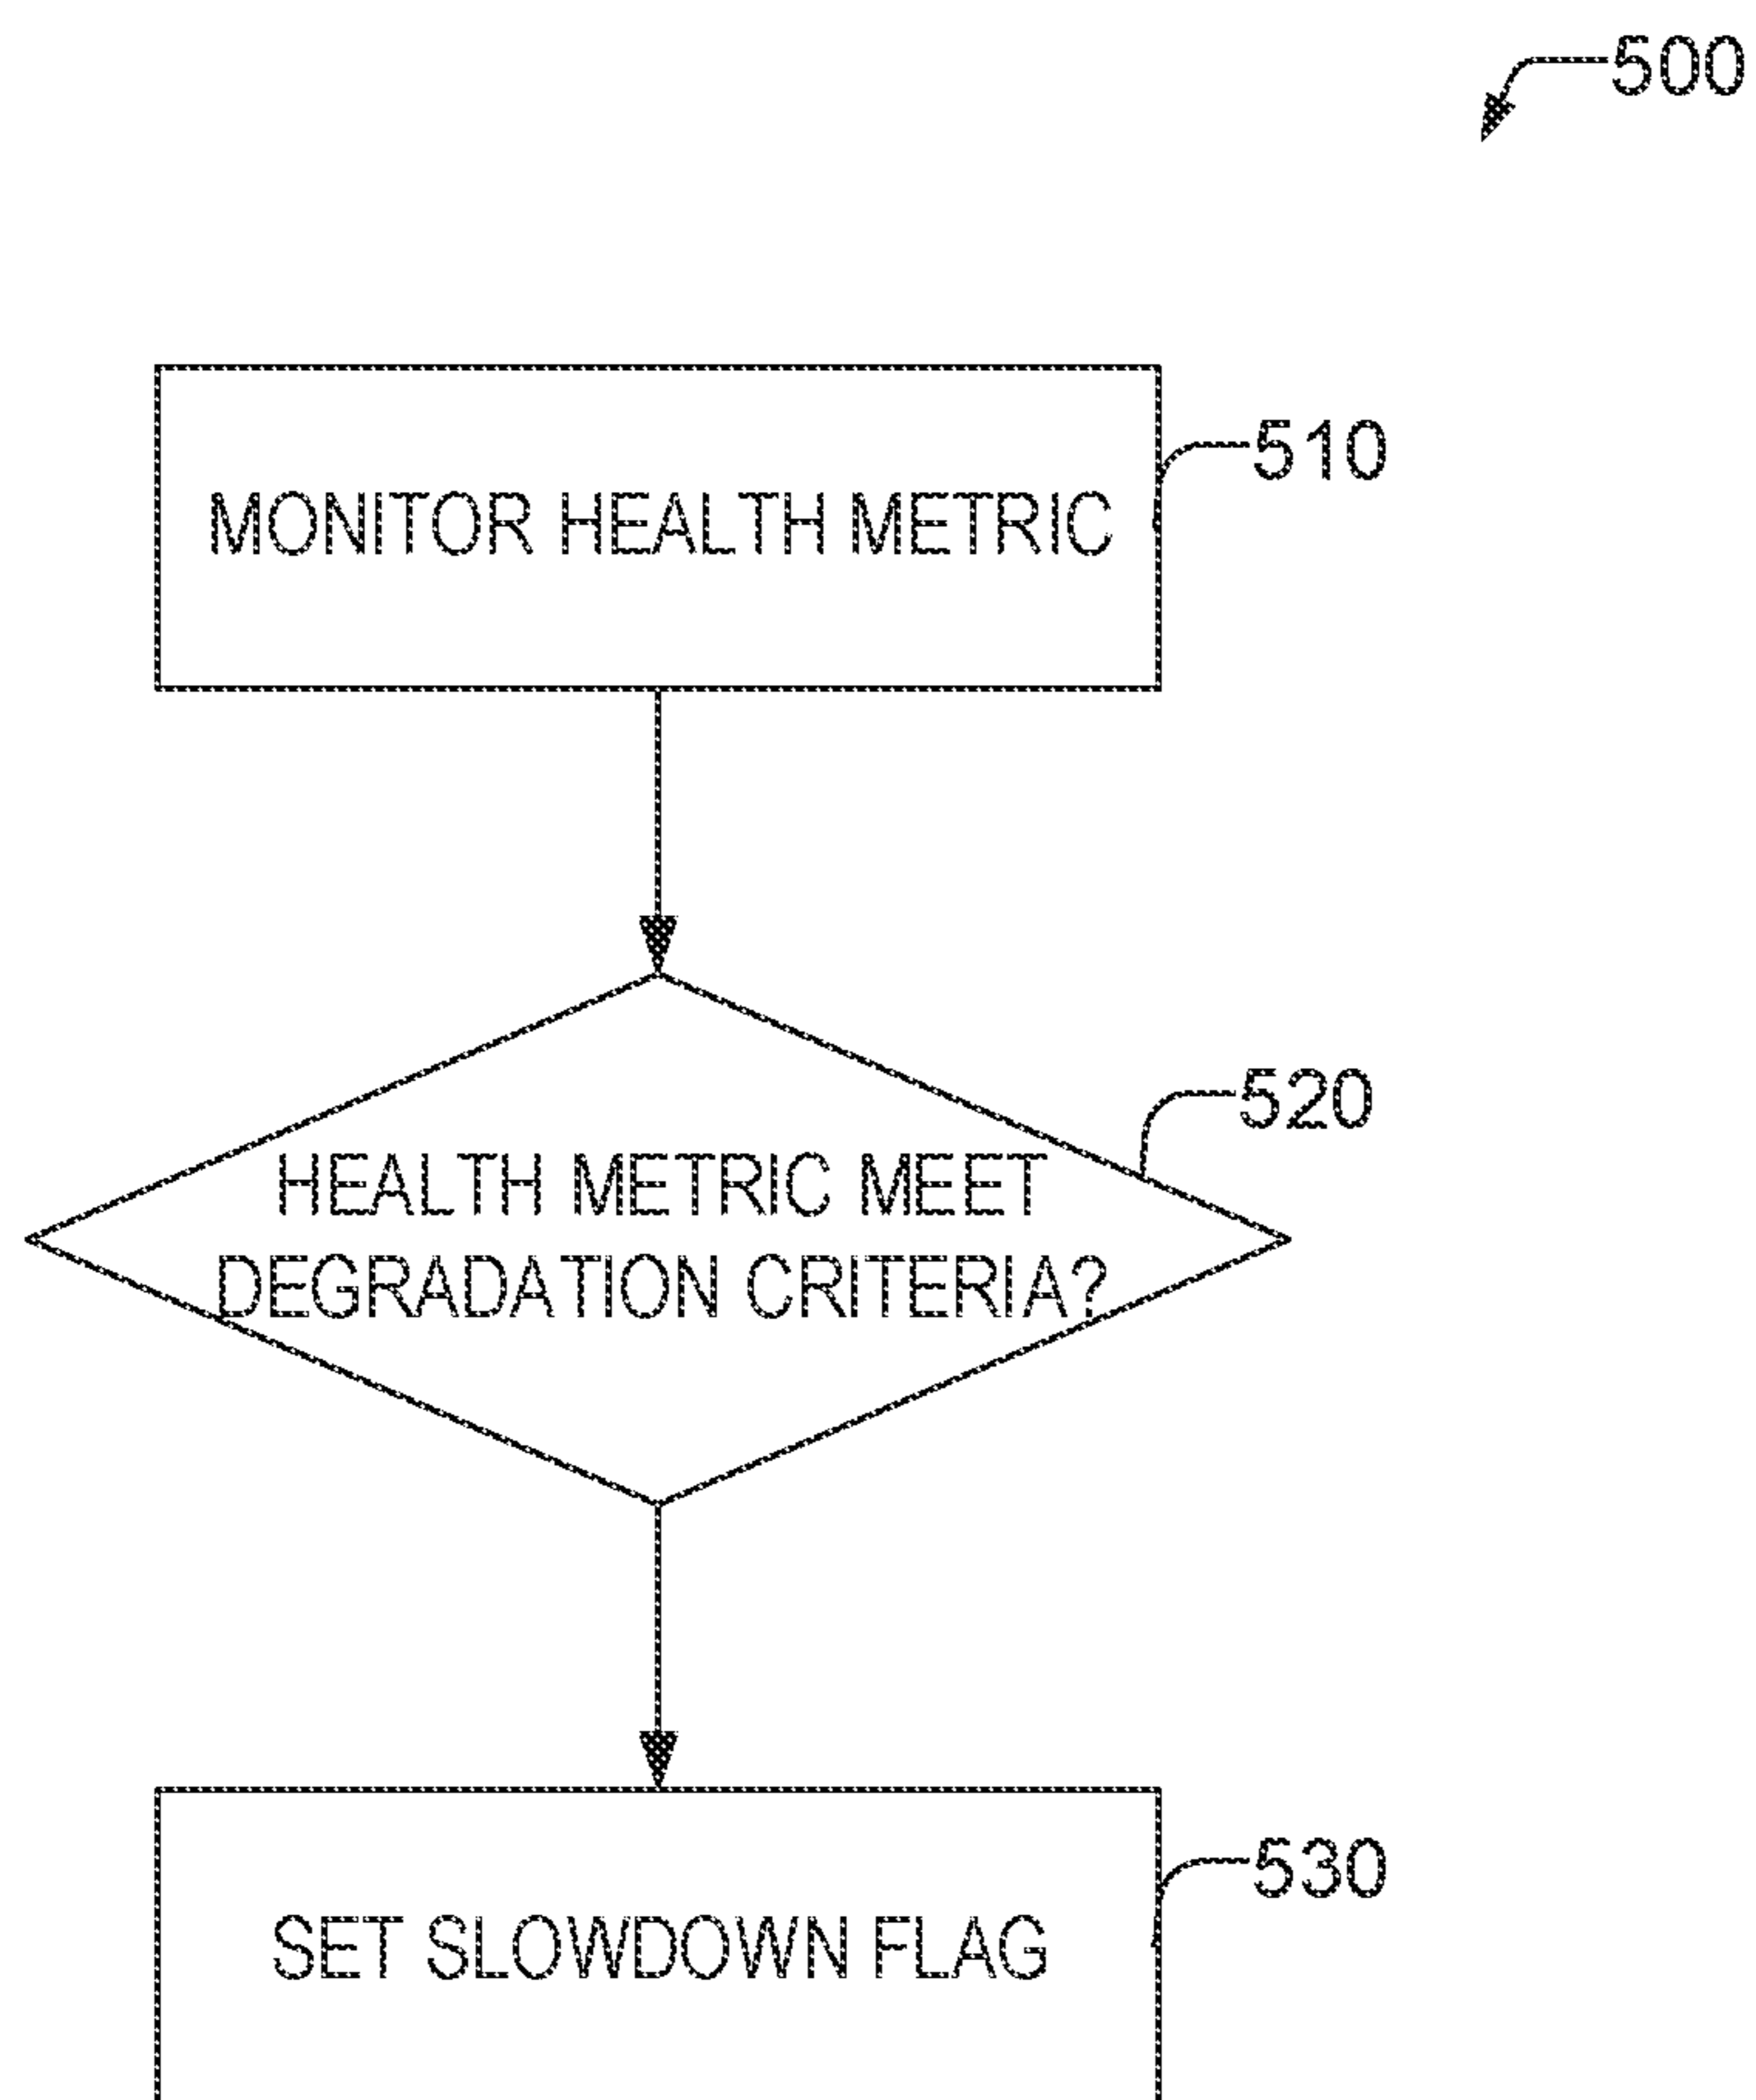 500
MONITOR HEALTH METRIC
510
520
HEALTH METRIC MEET
DEGRADATION CRITERIA?
530
SET SLOWDOWN FLAG